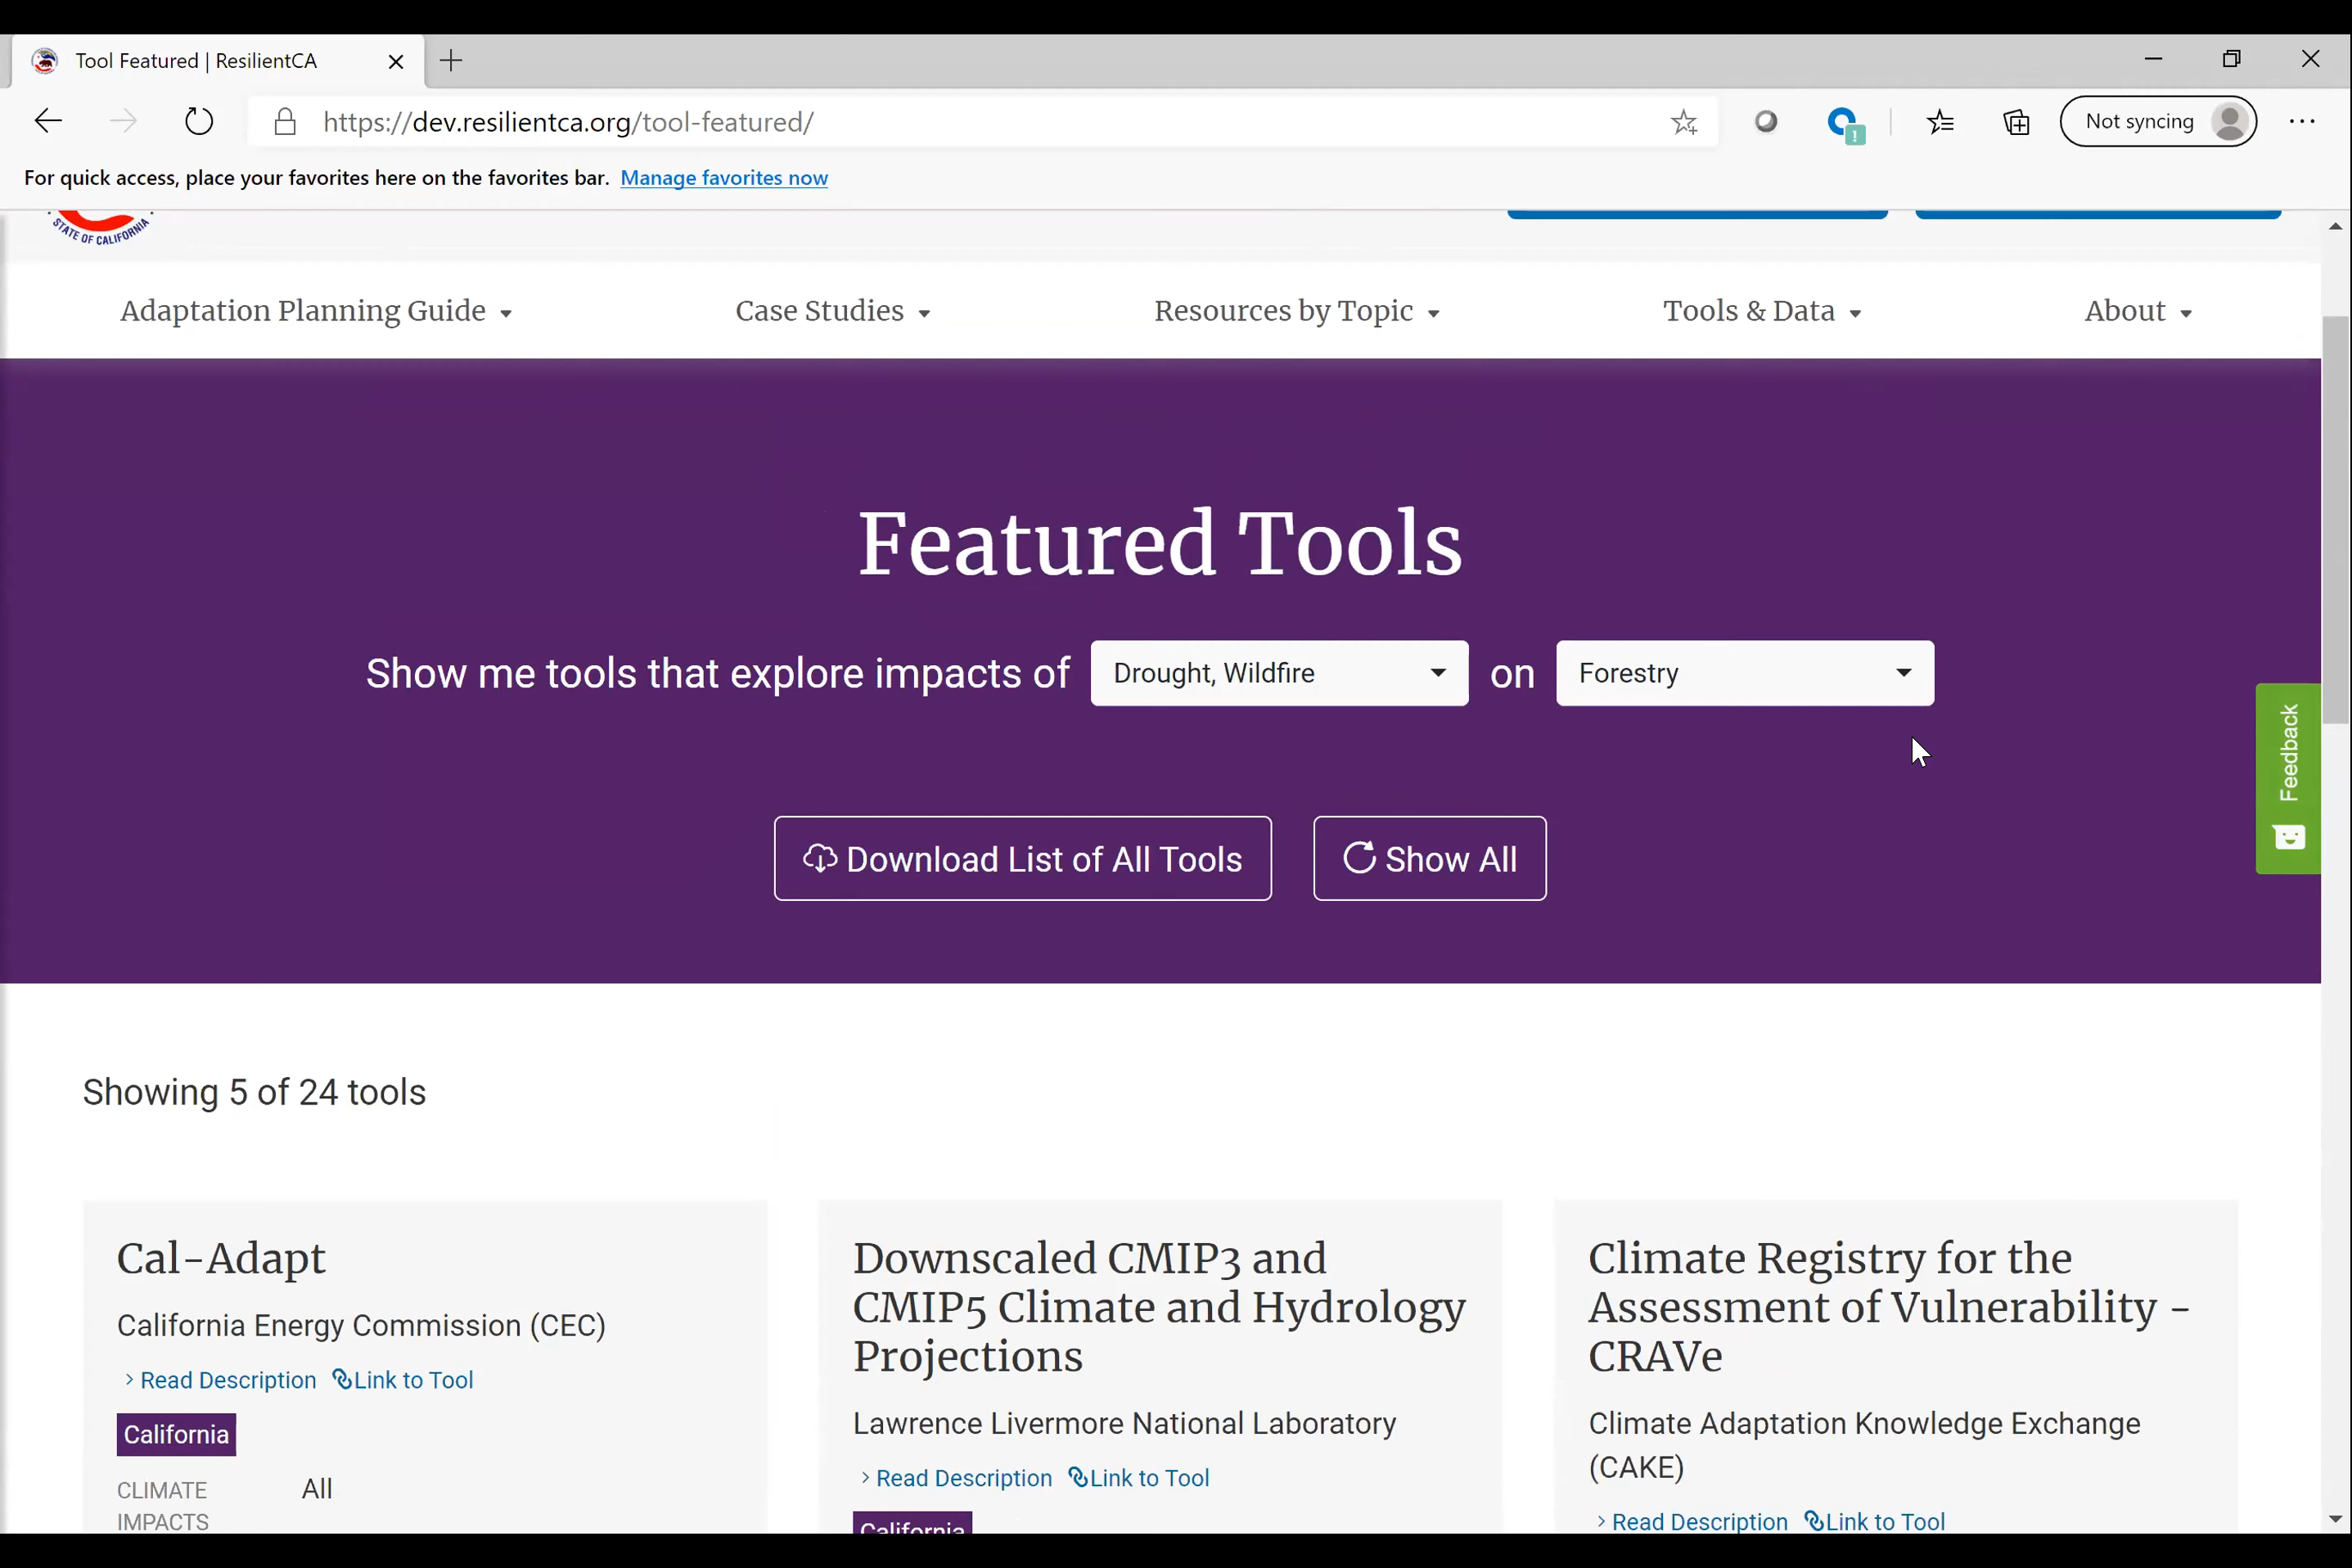 Tool Featured | ResilientCA
https://dev.resilientca.org/tool-featured/
Not syncing
For quick access, place your favorites here on the favorites bar. Manage favorites now
STATE OF CALIFORNIA
Adaptation Planning Guide
Case Studies
Resources by Topic
Tools & Data
About
Featured Tools
Show me tools that explore impacts of Drought, Wildfire on Forestry
Feedback
Download List of All Tools
Show All
Showing 5 of 24 tools
Cal-Adapt
California Energy Commission (CEC)
> Read Description Link to Tool
California
CLIMATE
IMPACTS
All
Downscaled CMIP3 and
CMIP5 Climate and Hydrology
Projections
Lawrence Livermore National Laboratory
> Read Description Link to Tool
California
Climate Registry for the
Assessment of Vulnerability -
CRAVe
Climate Adaptation Knowledge Exchange
(CAKE)
> Read Description Link to Tool